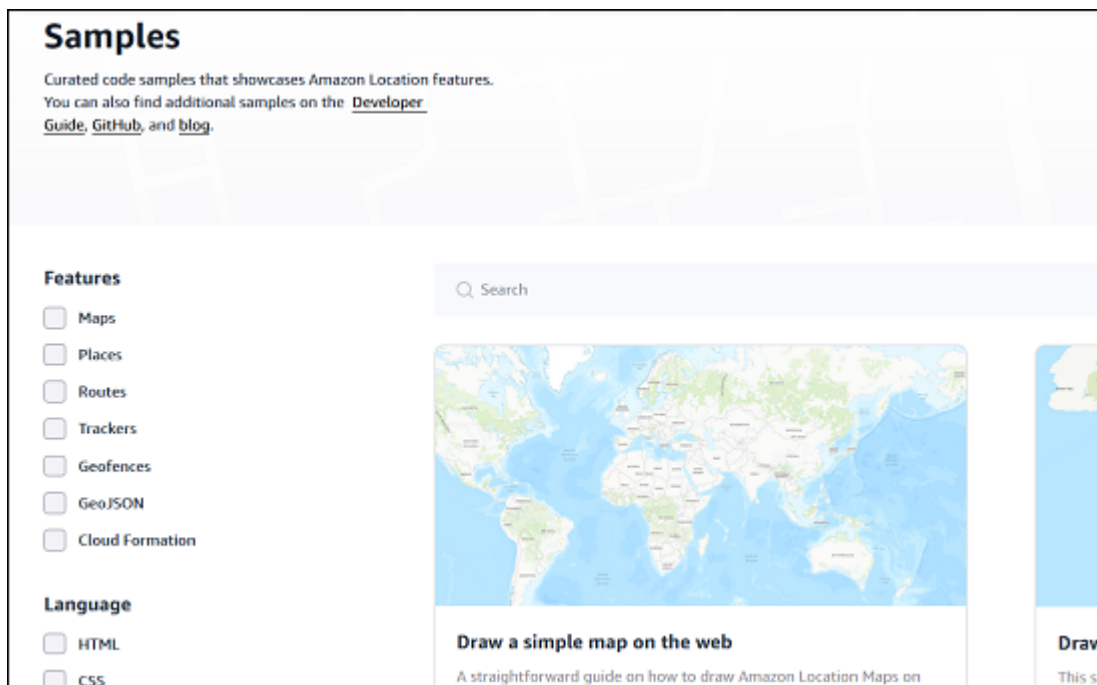 Samples
Curated code samples that showcases Amazon Location features.
You can also find additional samples on the Developer
Guide, GitHub, and blog.
Features
Maps
Places
Routes
Trackers
Geofences
GeoJSON
Cloud Formation
Language
HTML
CSS
Search
Draw a simple map on the web
A straightforward guide on how to draw Amazon Location Maps on
Draw
This s